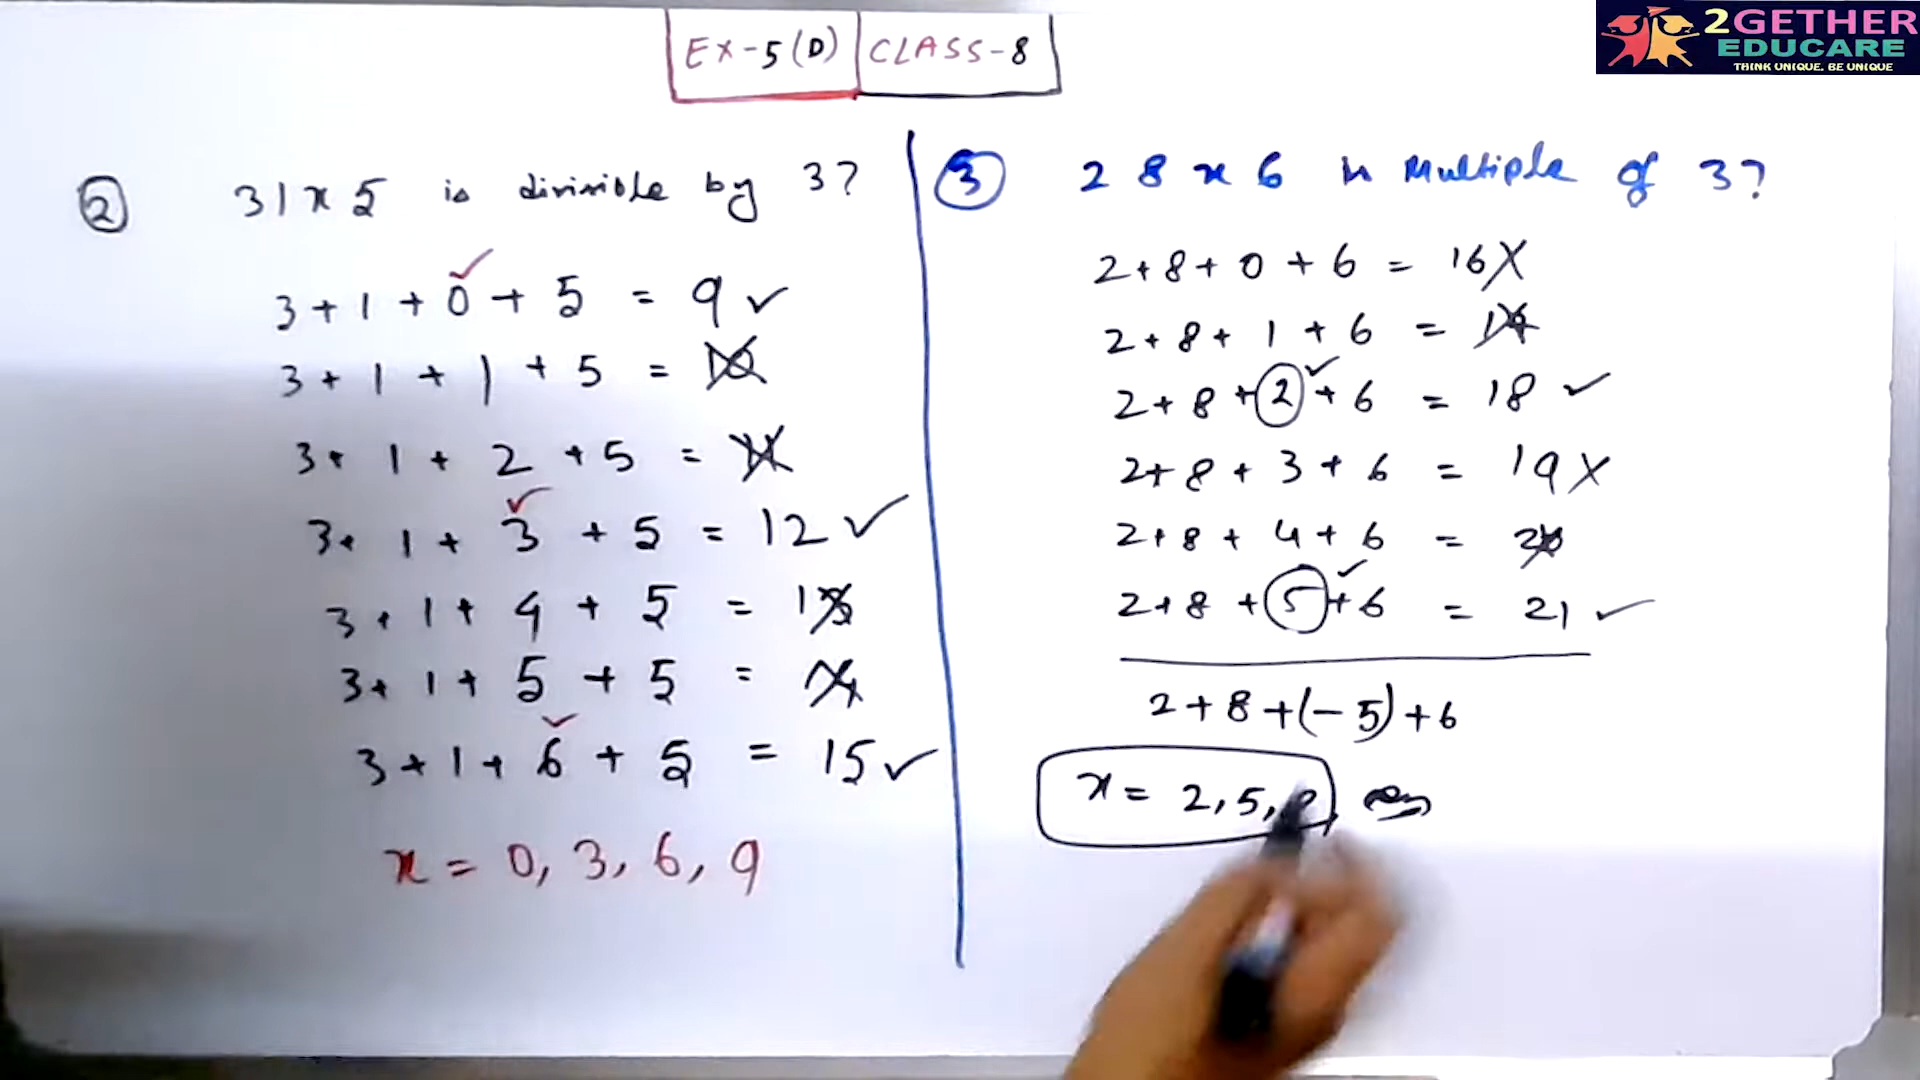 EX-5(D) CLASS-8
2GETHER
EDUCARE
THINK UNIQUE. BE UNIQUE
2 31x5 is divisible by 3?
3+1+0+5 = 9 ✓
3+1+1+5 = 10
3+1+2+5 = 11
3+1+3+5 = 12 ✓
3+1+4+5 = 13
3+1+5+5 = 14
3+1+6+5 = 15 ✓
x = 0, 3, 6, 9
3 28x6 is Multiple of 3?
2+8+0+6 = 16 X
2+8+1+6 =
2+8+2+6 = 18 ✓
2+8+3+6 = 19 X
2+8+4+6 = 20
2+8+5+6 = 21 ✓
2+8+(-5)+6
x = 2,5,